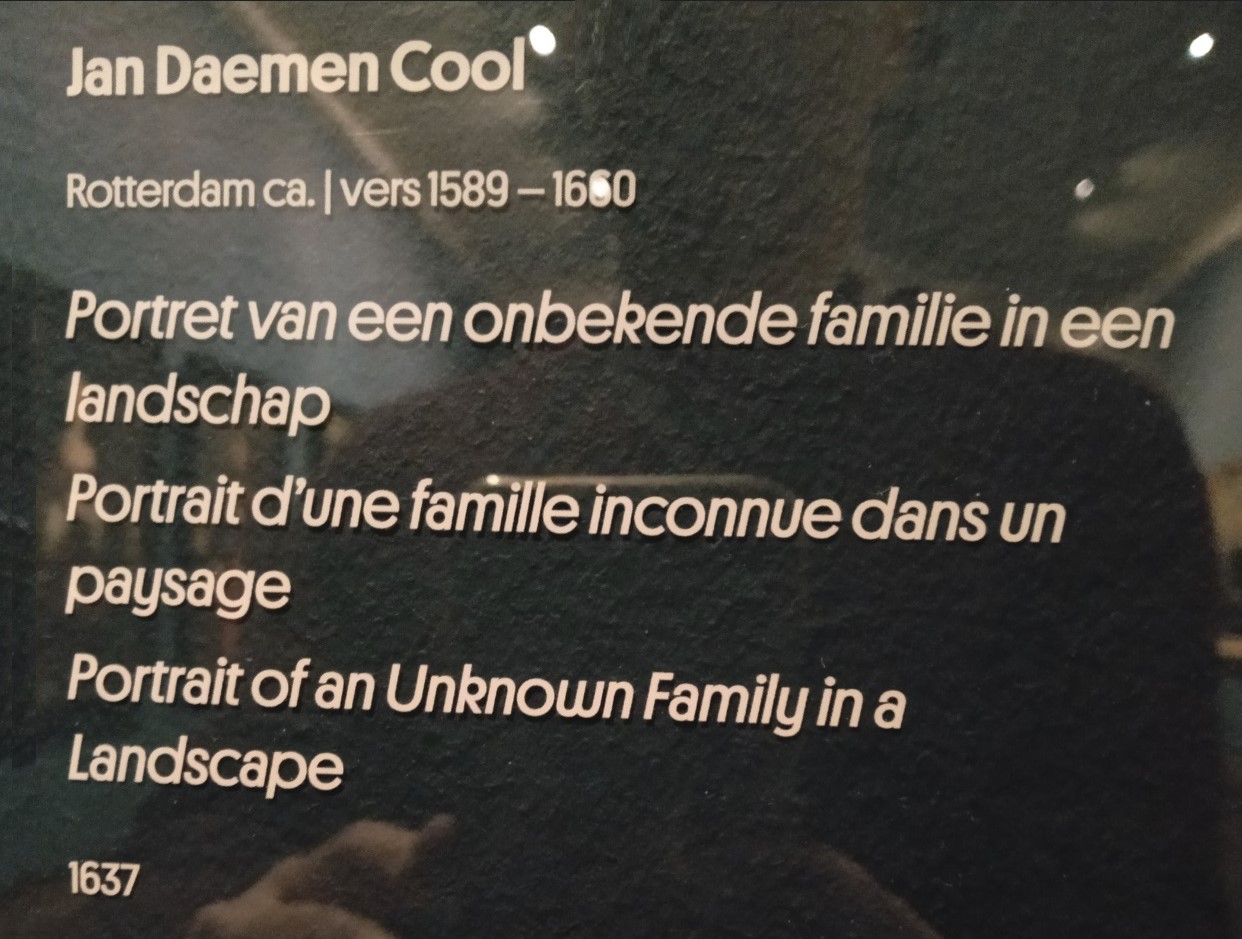 Jan Daemen Cool
Rotterdam ca. | vers 1589 – 1660
Portret van een onbekende familie in een
landschap
Portrait d’une famille inconnue dans un
paysage
Portrait of an Unknown Family in a
Landscape
1637